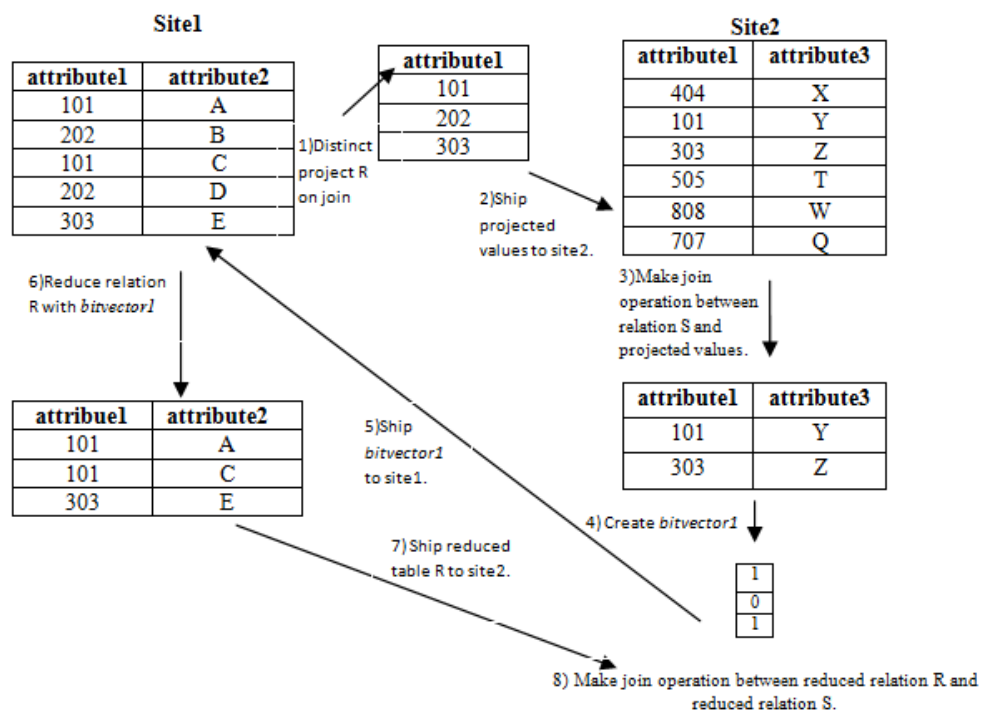 Site1
attribute1 attribute2
101 A
202 B
101 C
202 D
303 E
1)Distinct
project R
on join
attribute1
101
202
303
2)Ship
projected
values to site2.
Site2
attribute1 attribute3
404 X
101 Y
303 Z
505 T
808 W
707 Q
3)Make join
operation between
relation S and
projected values.
attribute1 attribute3
101 Y
303 Z
4) Create bitvector1
1
0
1
5)Ship
bitvector1
to site1.
6)Reduce relation
R with bitvector1
attribue1 attribute2
101 A
101 C
303 E
7) Ship reduced
table R to site2.
8) Make join operation between reduced relation R and
reduced relation S.